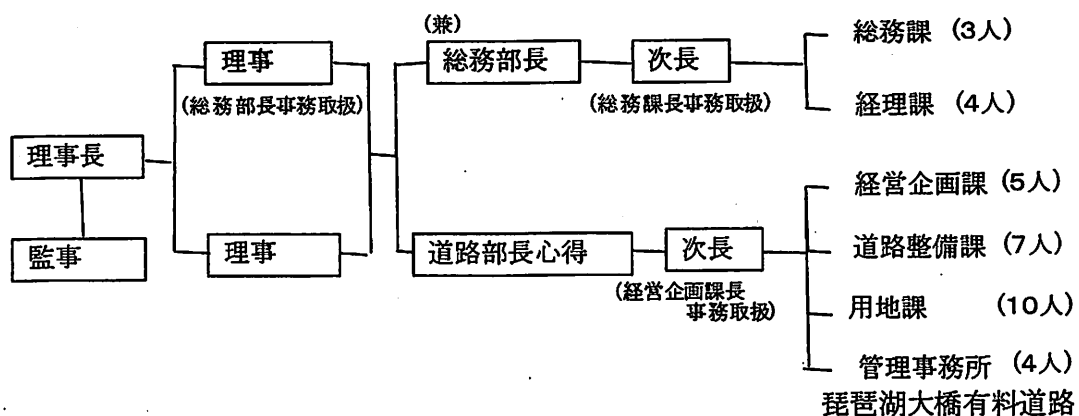 (兼)
総務課 (3人)
理事
総務部長
次長
(総務部長事務取扱)
(総務課長事務取扱)
経理課 (4人)
理事長
経営企画課 (5人)
監事
理事
道路部長心得
次長
道路整備課 (7人)
(経営企画課長
事務取扱)
用地課 (10人)
管理事務所 (4人)
琵琶湖大橋有料道路